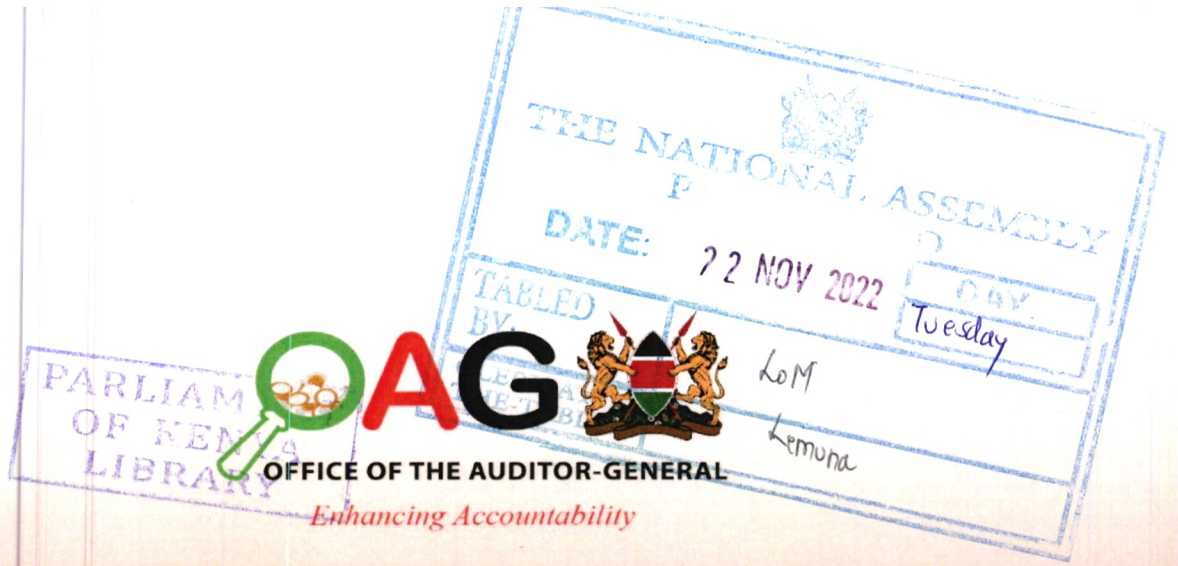 THE NATIONAL ASSEMBLY
DATE: 22 NOV 2022
DAY.
Tuesday
TABLED
BY:
LOM
Lemuna
PARLIAM
OF KENYA
LIBRARY
OAG
OFFICE OF THE AUDITOR-GENERAL
Enhancing Accountability